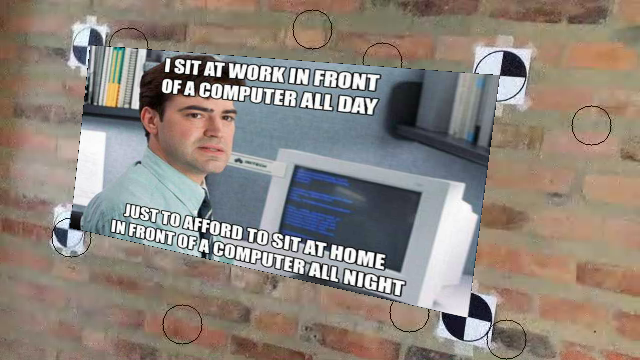 I SIT AT WORK IN FRONT
OF A COMPUTER ALL DAY
JUST TO AFFORD TO SIT AT HOME
IN FRONT OF A COMPUTER ALL NIGHT